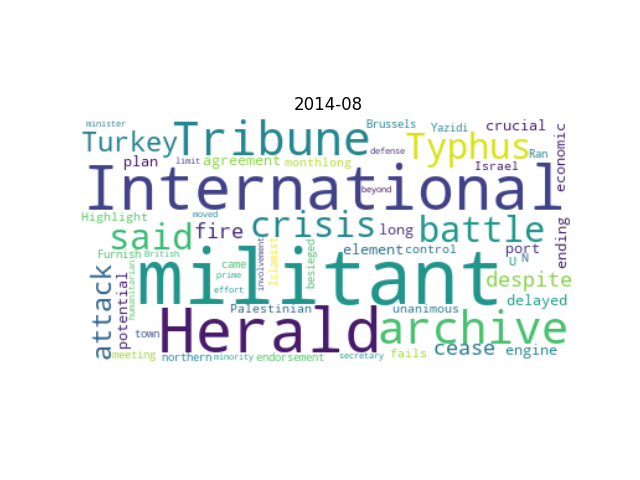 2014-08
minister
Turkey
Tribune
Brussels
Yazidi
crucial
defense
Typhus
Ran
economic
plan
limit
agreement
monthlong
Israel
International
beyond
Highlight
moved
said
fire
crisis
long
battle
ending
Furnish
British
involvement
Islamist
besieged
element
control
port
U N
humanitarian
came
prime
effort
militant
despite
attack
potential
delayed
Palestinian
unanimous
town
Herald
archive
meeting
northern
minority
endorsement
secretary
fails
cease
engine